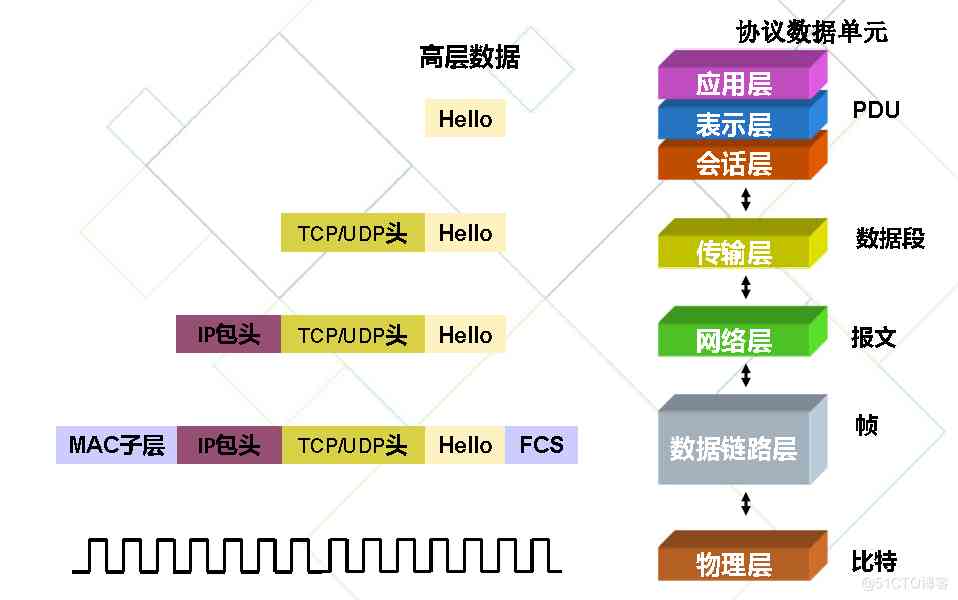 协议数据单元
高层数据
应用层
Hello
表示层
PDU
会话层
TCP/UDP头 Hello
传输层
数据段
IP包头 TCP/UDP头 Hello
网络层
报文
帧
MAC子层 IP包头 TCP/UDP头 Hello FCS
数据链路层
物理层
比特
@51CTO博客